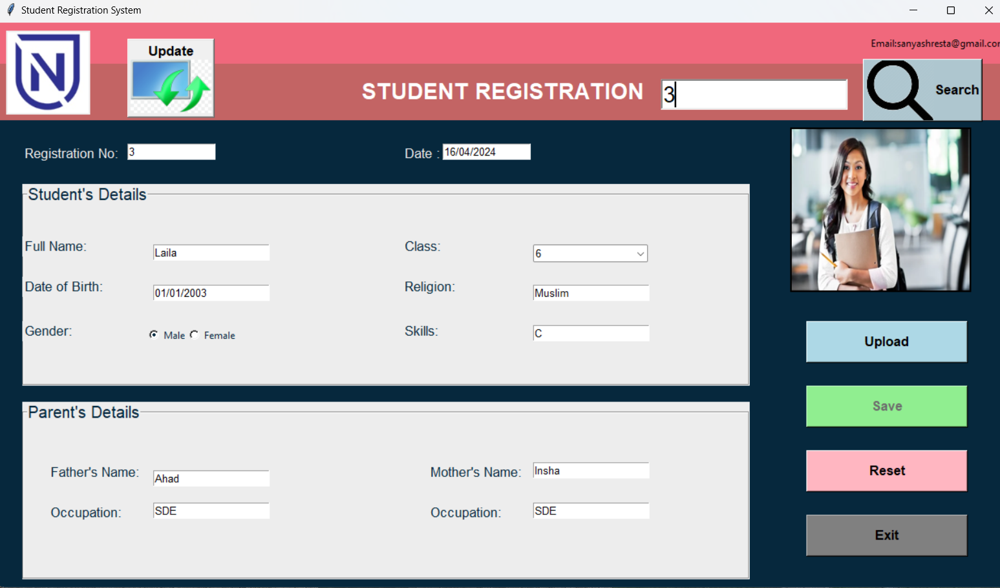 Student Registration System
Email:sanyashresta@gmail.com
N
Update
STUDENT REGISTRATION
3
Search
Registration No: 3
Date : 16/04/2024
Student's Details
Full Name: Laila
Class: 6
Date of Birth: 01/01/2003
Religion: Muslim
Gender: Male Female
Skills: C
Upload
Save
Parent's Details
Father's Name: Ahad
Mother's Name: Insha
Reset
Occupation: SDE
Occupation: SDE
Exit